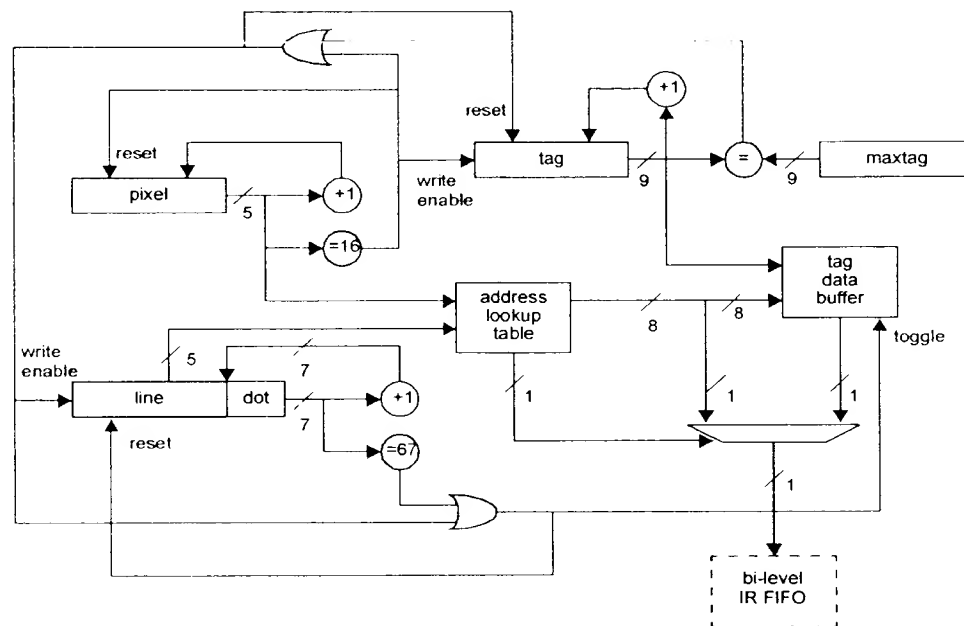 reset
+1
reset
tag
=
maxtag
9
9
write
enable
pixel
5
+1
=16
address
lookup
table
8
8
tag
data
buffer
toggle
write
enable
5
7
1
1
1
line
dot
7
+1
reset
=67
1
bi-level
IR FIFO